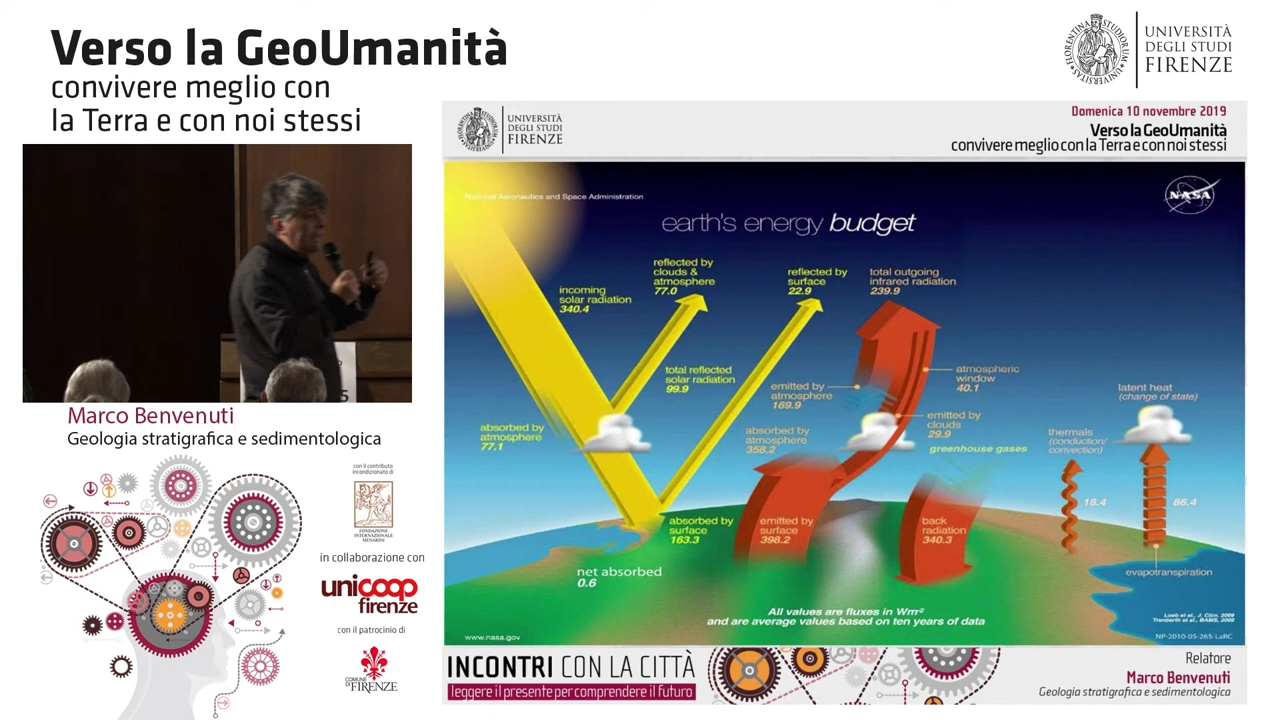 Verso la GeoUmanità
convivere meglio con
la Terra e con noi stessi
UNIVERSITÀ
DEGLI STUDI
FIRENZE
UNIVERSITÀ
DEGLI STUDI
FIRENZE
Domenica 10 novembre 2019
Verso la GeoUmanità
convivere meglio con la Terra e con noi stessi
National Aeronautics and Space Administration
NASA
earth's energy budget
incoming
solar radiation
340.4
reflected by
clouds &
atmosphere
77.0
reflected by
surface
22.9
total outgoing
infrared radiation
239.9
total reflected
solar radiation
99.9
emitted by
atmosphere
169.9
atmospheric
window
40.1
latent heat
(change of state)
absorbed by
atmosphere
77.1
absorbed by
atmosphere
358.2
emitted by
clouds
29.9
greenhouse gases
thermals
(conduction/
convection)
18.4
86.4
absorbed by
surface
163.3
emitted by
surface
398.2
back
radiation
340.3
net absorbed
0.6
evapotranspiration
All values are fluxes in Wm-2
and are average values based on ten years of data
Loeb et al., J. Clim. 2009
Trenberth et al., BAMS, 2009
www.nasa.gov
NP-2010-05-265-LaRC
Marco Benvenuti
Geologia stratigrafica e sedimentologica
con il contributo
incondizionato di
FONDAZIONE
INTERNAZIONALE
MENARINI
in collaborazione con
unicoop
firenze
con il patrocinio di
COMUNE
DI FIRENZE
INCONTRI CON LA CITTÀ
leggere il presente per comprendere il futuro
Relatore
Marco Benvenuti
Geologia stratigrafica e sedimentologica